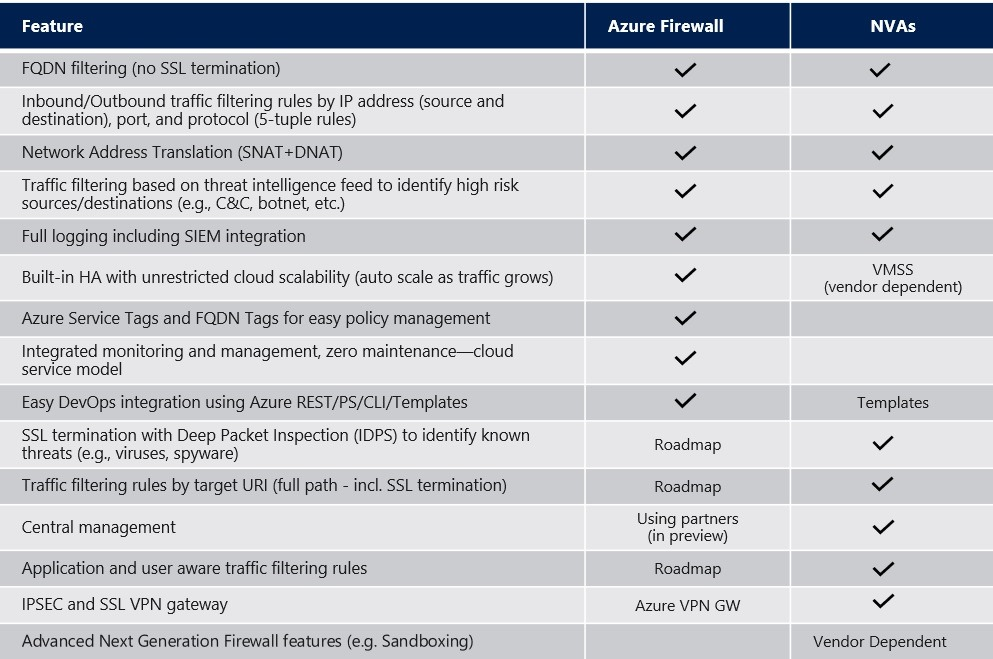 Feature Azure Firewall NVAs
FQDN filtering (no SSL termination) ✓ ✓
Inbound/Outbound traffic filtering rules by IP address (source and
destination), port, and protocol (5-tuple rules) ✓ ✓
Network Address Translation (SNAT+DNAT) ✓ ✓
Traffic filtering based on threat intelligence feed to identify high risk
sources/destinations (e.g., C&C, botnet, etc.) ✓ ✓
Full logging including SIEM integration ✓ ✓
Built-in HA with unrestricted cloud scalability (auto scale as traffic grows) ✓ VMSS
(vendor dependent)
Azure Service Tags and FQDN Tags for easy policy management ✓
Integrated monitoring and management, zero maintenance—cloud
service model ✓
Easy DevOps integration using Azure REST/PS/CLI/Templates ✓ Templates
SSL termination with Deep Packet Inspection (IDPS) to identify known
threats (e.g., viruses, spyware) Roadmap ✓
Traffic filtering rules by target URI (full path - incl. SSL termination) Roadmap ✓
Central management Using partners
(in preview) ✓
Application and user aware traffic filtering rules Roadmap ✓
IPSEC and SSL VPN gateway Azure VPN GW ✓
Advanced Next Generation Firewall features (e.g. Sandboxing) Vendor Dependent